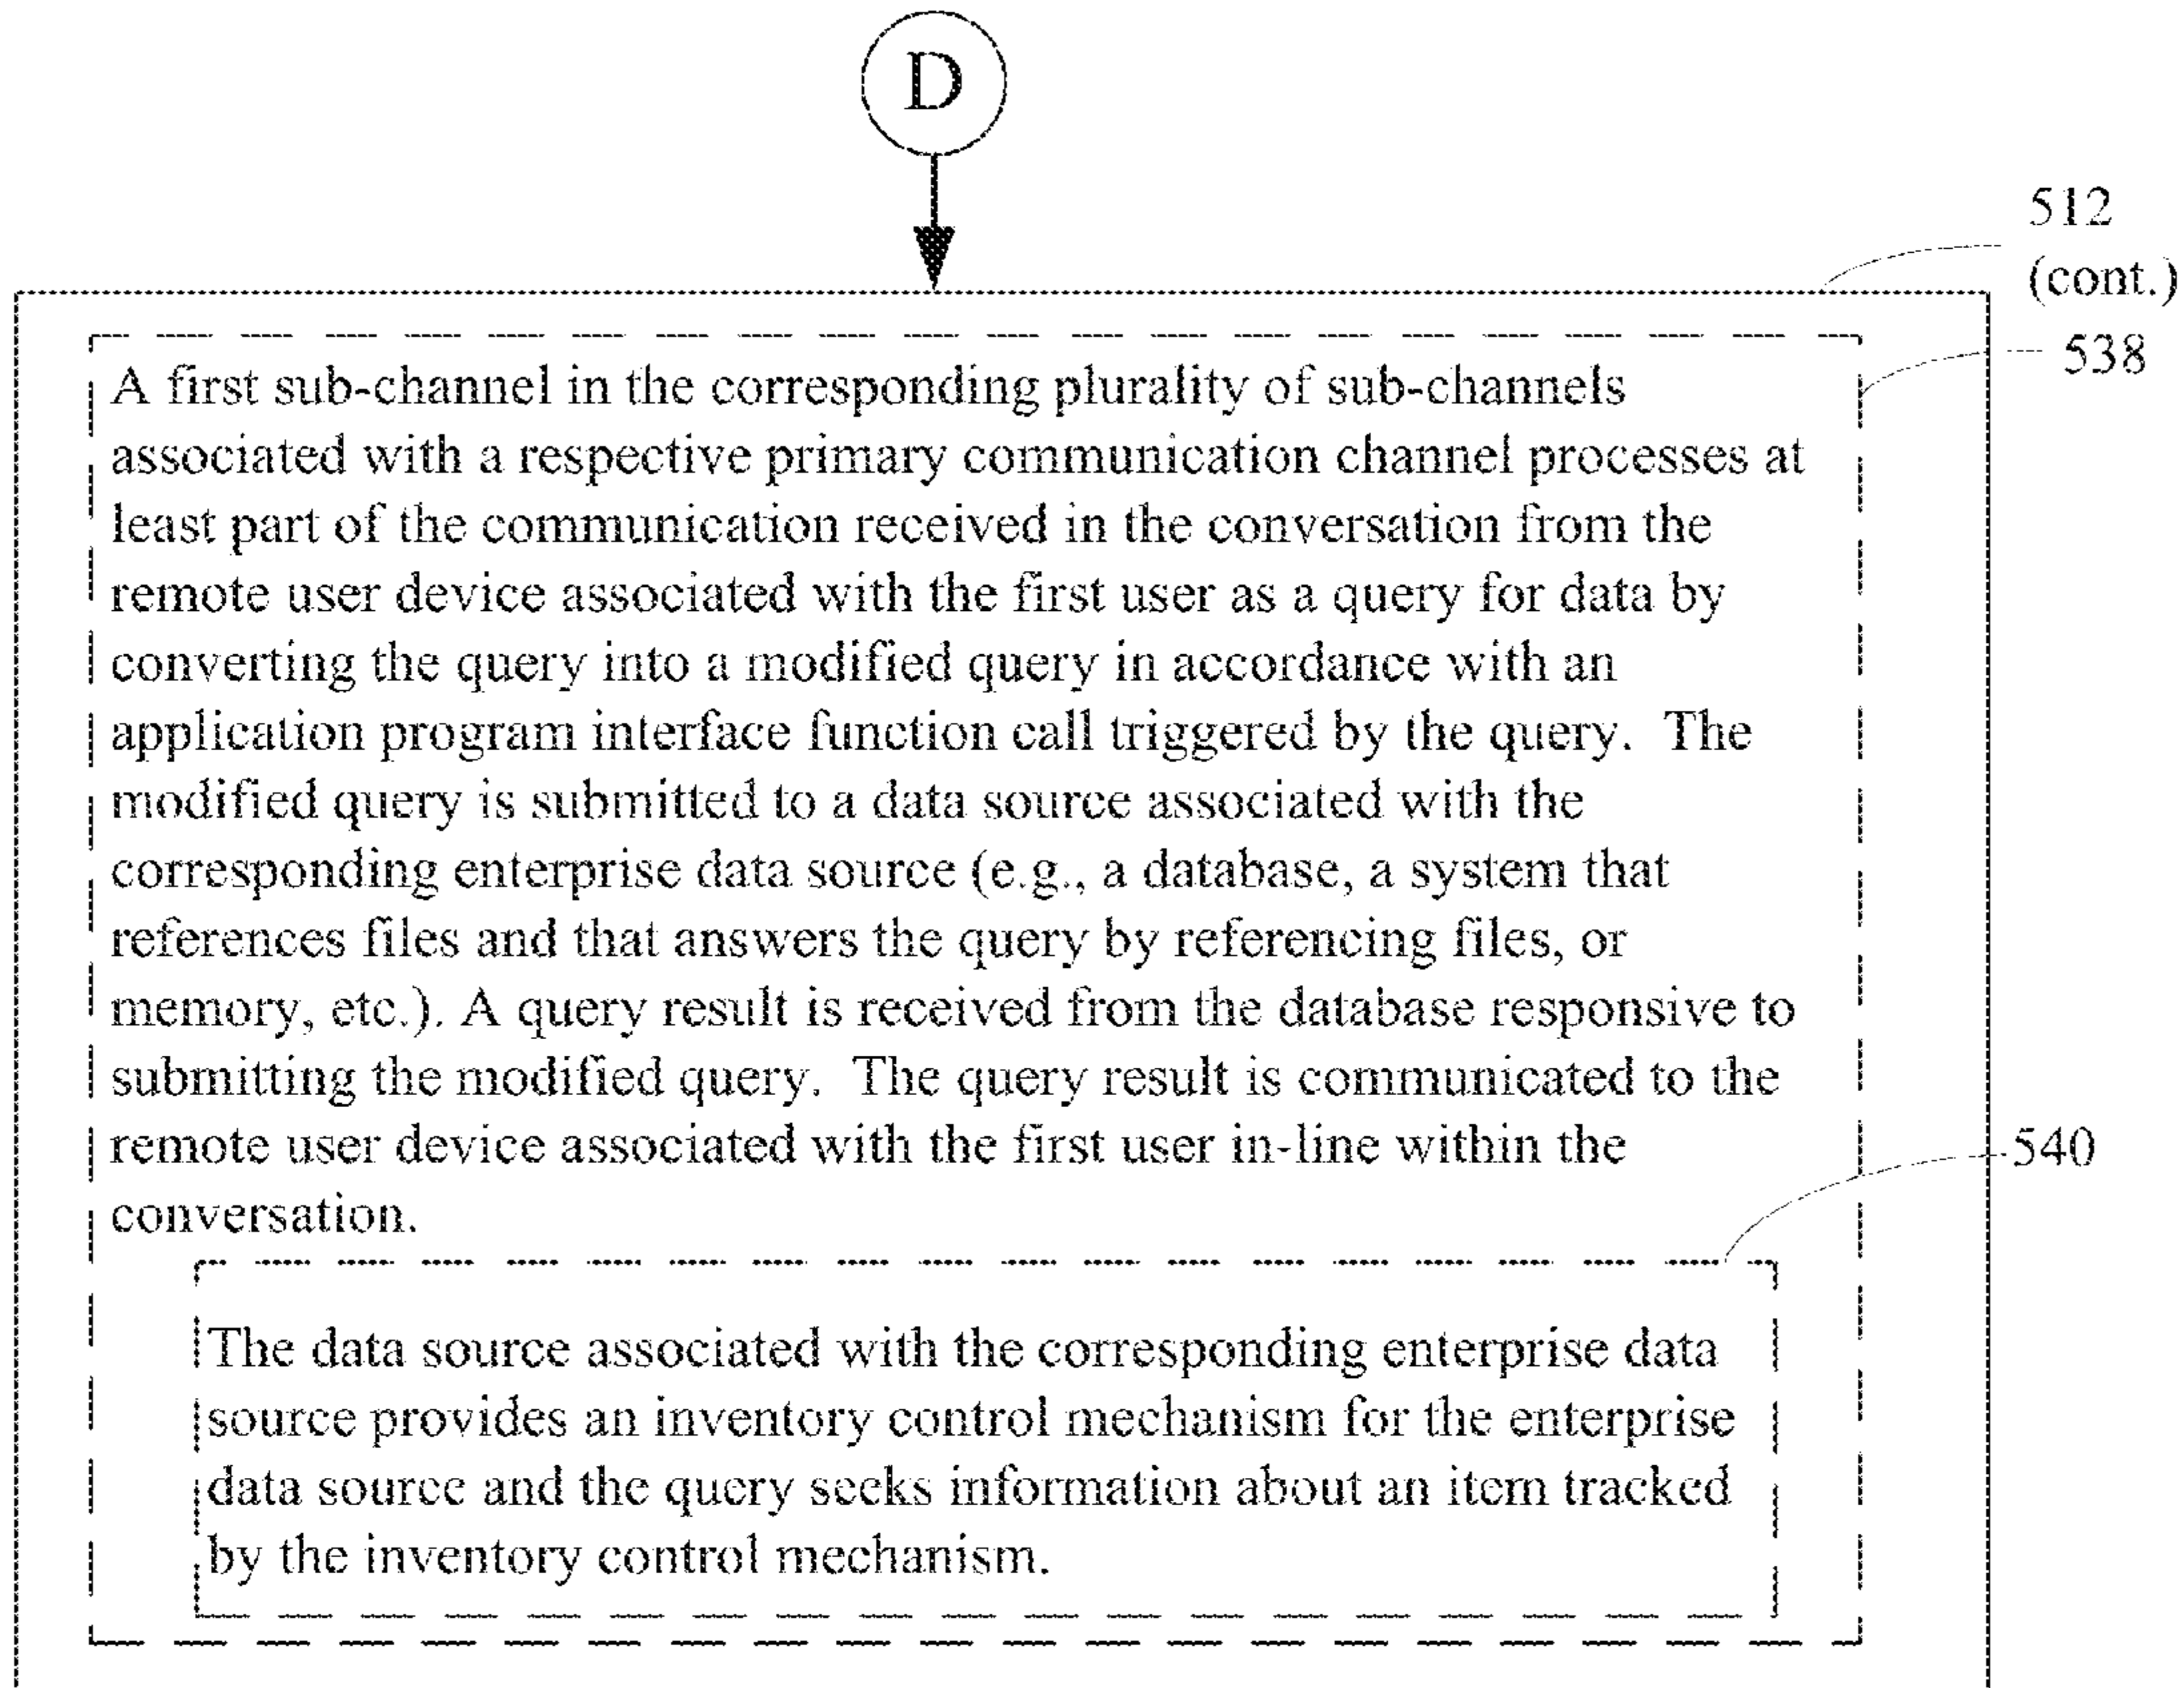 D
512
(cont.)
538
A first sub-channel in the corresponding plurality of sub-channels
associated with a respective primary communication channel processes at
least part of the communication received in the conversation from the
remote user device associated with the first user as a query for data by
converting the query into a modified query in accordance with an
application program interface function call triggered by the query. The
modified query is submitted to a data source associated with the
corresponding enterprise data source (e.g., a database, a system that
references files and that answers the query by referencing files, or
memory, etc.). A query result is received from the database responsive to
submitting the modified query. The query result is communicated to the
remote user device associated with the first user in-line within the
conversation.
540
The data source associated with the corresponding enterprise data
source provides an inventory control mechanism for the enterprise
data source and the query seeks information about an item tracked
by the inventory control mechanism.